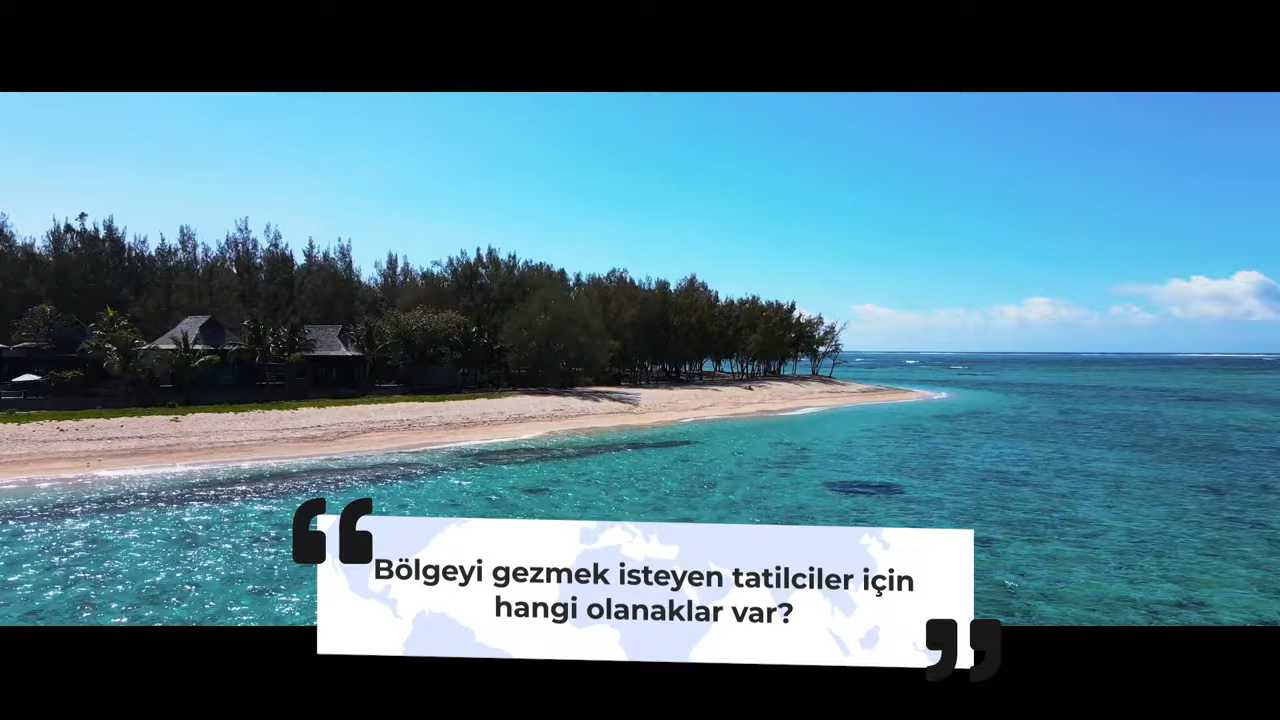 Bölgeyi gezmek isteyen tatilciler için
hangi olanaklar var?